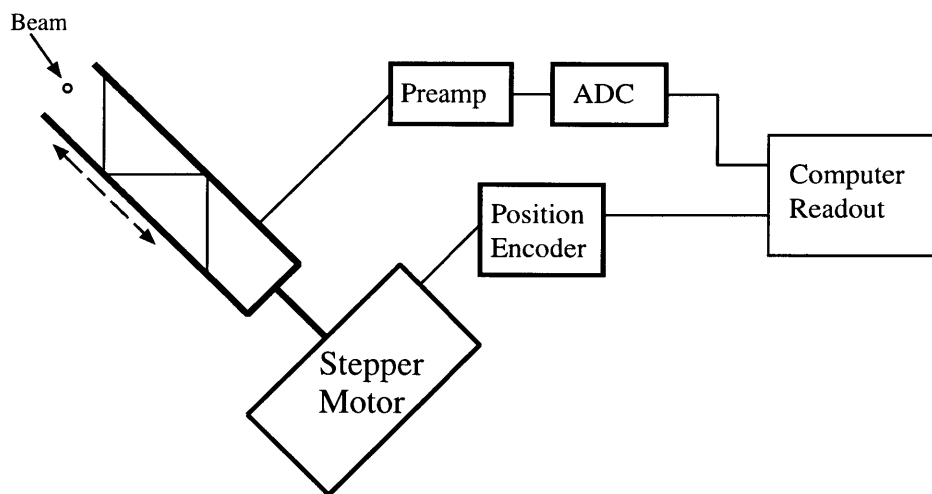 Beam
Preamp
ADC
Computer
Readout
Position
Encoder
Stepper
Motor